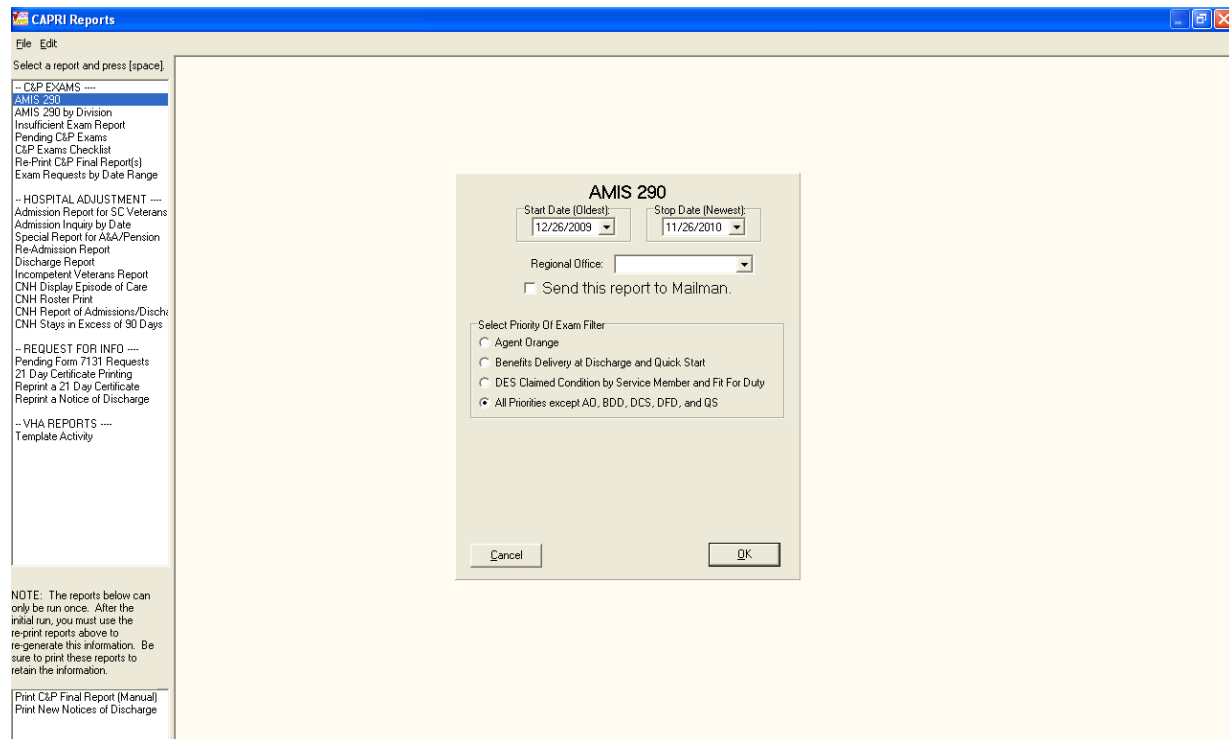 CAPRI Reports
File Edit
Select a report and press [space].
-- C&P EXAMS ----
AMIS 290
AMIS 290 by Division
Insufficient Exam Report
Pending C&P Exams
C&P Exams Checklist
Re-Print C&P Final Report(s)
Exam Requests by Date Range
-- HOSPITAL ADJUSTMENT ----
Admission Report for SC Veterans
Admission Inquiry by Date
Special Report for A&A/Pension
Re-Admission Report
Discharge Report
Incompetent Veterans Report
CNH Display Episode of Care
CNH Roster Print
CNH Report of Admissions/Discha
CNH Stays in Excess of 90 Days
-- REQUEST FOR INFO ----
Pending Form 7131 Requests
21 Day Certificate Printing
Reprint a 21 Day Certificate
Reprint a Notice of Discharge
-- VHA REPORTS ----
Template Activity
NOTE: The reports below can
only be run once. After the
initial run, you must use the
re-print reports above to
re-generate this information. Be
sure to print these reports to
retain the information.
Print C&P Final Report (Manual)
Print New Notices of Discharge
AMIS 290
Start Date (Oldest): Stop Date (Newest):
12/26/2009 11/26/2010
Regional Office:
Send this report to Mailman.
Select Priority Of Exam Filter
Agent Orange
Benefits Delivery at Discharge and Quick Start
DES Claimed Condition by Service Member and Fit For Duty
All Priorities except AO, BDD, DCS, DFD, and QS
Cancel OK